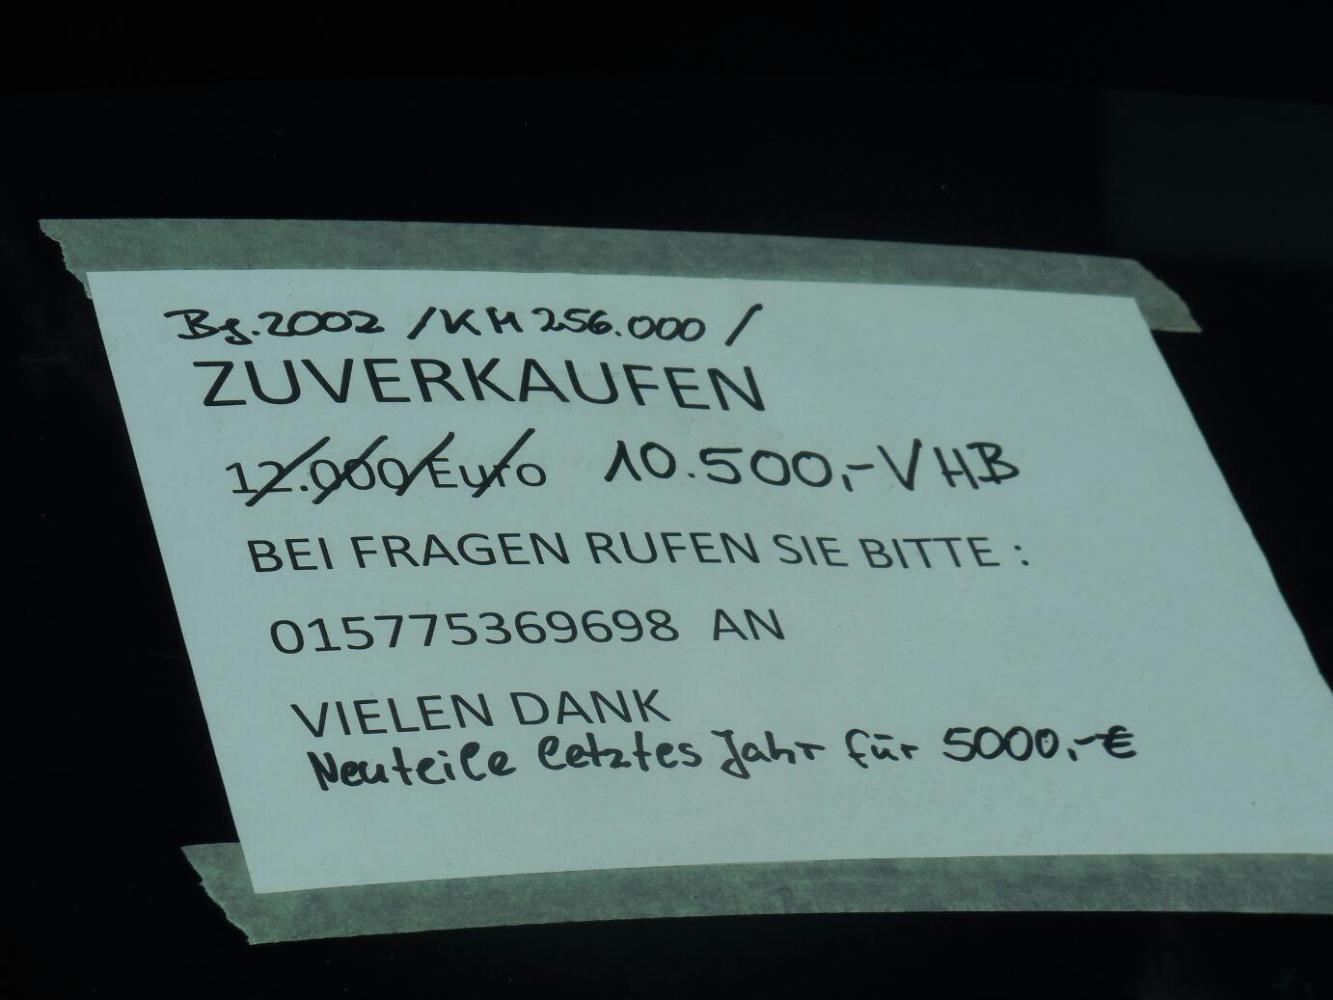 Bj.2002 /KM 256.000 /
ZUVERKAUFEN
12.000/Euro 10.500,- VHB
BEI FRAGEN RUFEN SIE BITTE :
015775369698 AN
VIELEN DANK
Neuteile letztes Jahr für 5000,-€